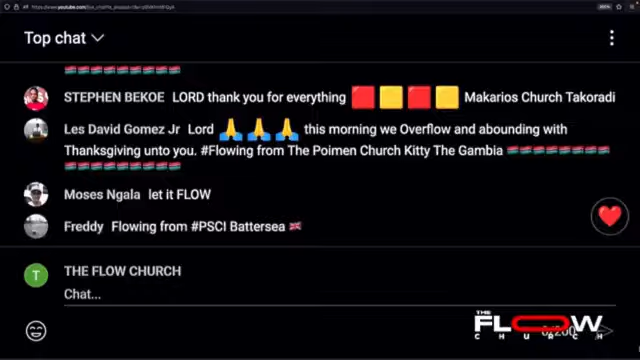 Top chat
STEPHEN BEKOE LORD thank you for everything 🟥 🟨 🟥 🟨 Makarios Church Takoradi
Les David Gomez Jr Lord 🙏 🙏 🙏 this morning we Overflow and abounding with
Thanksgiving unto you. #Flowing from The Poimen Church Kitty The Gambia 🇬🇲🇬🇲🇬🇲🇬🇲🇬🇲🇬🇲🇬🇲🇬🇲
Moses Ngala let it FLOW
Freddy Flowing from #PSCI Battersea 🇬🇧
T THE FLOW CHURCH
Chat...
0/200
THE
FLOW
CHURCH